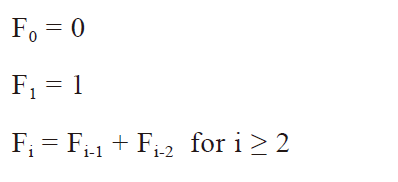 F₀ = 0
F₁ = 1
Fᵢ = Fᵢ₋₁ + Fᵢ₋₂ for i ≥ 2